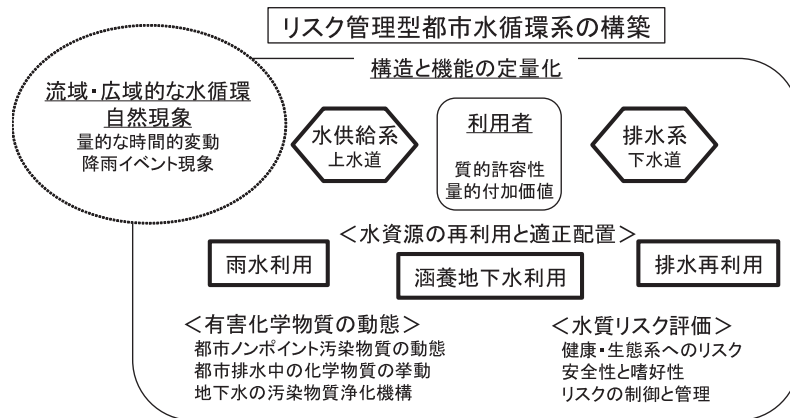 リスク管理型都市水循環系の構築
構造と機能の定量化
流域・広域的な水循環
自然現象
量的な時間的変動
降雨イベント現象
水供給系
上水道
利用者
質的許容性
量的付加価値
排水系
下水道
＜水資源の再利用と適正配置＞
雨水利用
涵養地下水利用
排水再利用
＜有害化学物質の動態＞
都市ノンポイント汚染物質の動態
都市排水中の化学物質の挙動
地下水の汚染物質浄化機構
＜水質リスク評価＞
健康・生態系へのリスク
安全性と嗜好性
リスクの制御と管理